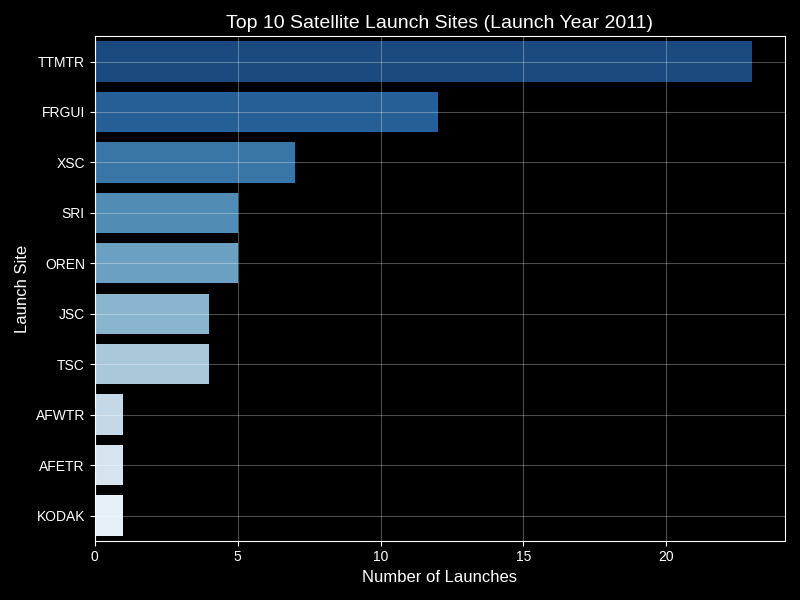 Top 10 Satellite Launch Sites (Launch Year 2011)
Launch Site
TTMTR
FRGUI
XSC
SRI
OREN
JSC
TSC
AFWTR
AFETR
KODAK
0 5 10 15 20
Number of Launches